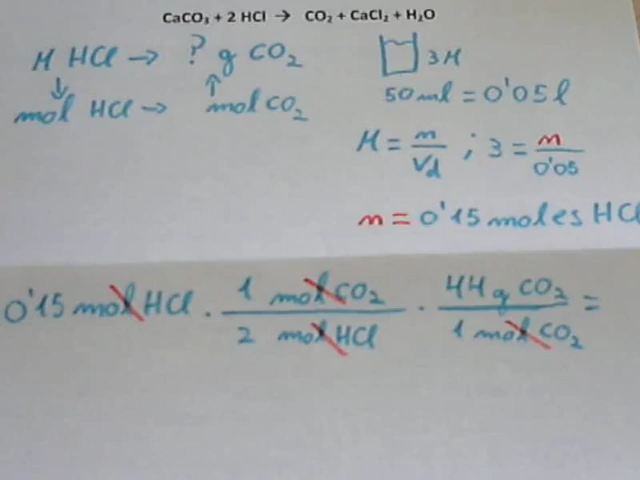 CaCO₃ + 2 HCl → CO₂ + CaCl₂ + H₂O
M HCl → ? g CO₂
↓ ↑
mol HCl → mol CO₂
3M
50 ml = 0'05 l
M = n/Vd ; 3 = n/0'05
n = 0'15 moles HCl
0'15 mol HCl · 1 mol CO₂/2 mol HCl · 44 g CO₂/1 mol CO₂ =